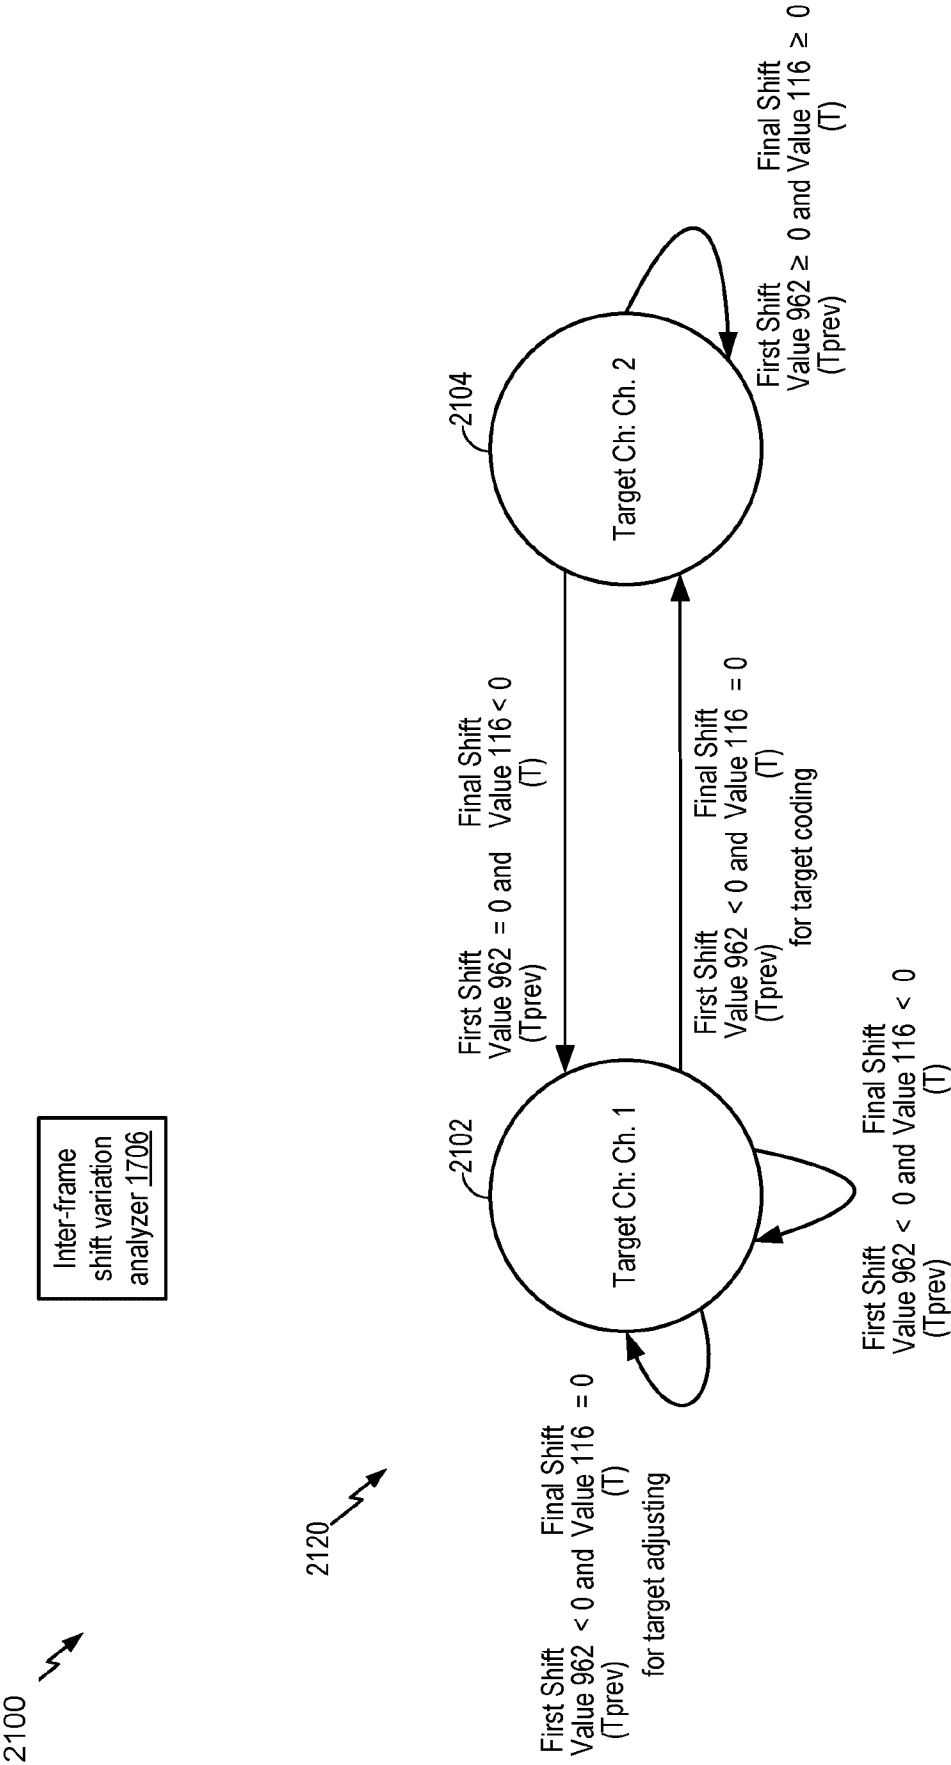 2100
Inter-frame
shift variation
analyzer 1706
2120
2102
2104
Target Ch: Ch. 1
Target Ch: Ch. 2
First Shift Final Shift
Value 962 = 0 and Value 116 < 0
(Tprev) (T)
First Shift Final Shift
Value 962 < 0 and Value 116 = 0
(Tprev) (T)
for target adjusting
First Shift Final Shift
Value 962 < 0 and Value 116 = 0
(Tprev) (T)
for target coding
First Shift Final Shift
Value 962 ≥ 0 and Value 116 ≥ 0
(Tprev) (T)
First Shift Final Shift
Value 962 < 0 and Value 116 < 0
(Tprev) (T)